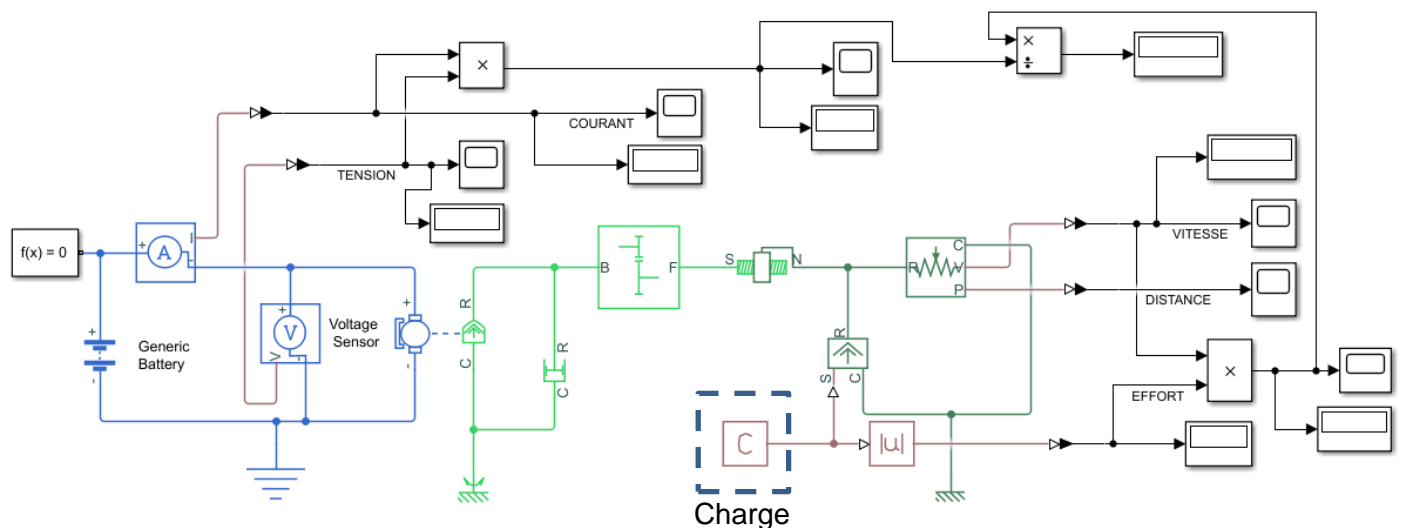 ×
×
÷
COURANT
TENSION
VITESSE
f(x) = 0
+
A
I
-
B
F
S
N
R
C
V
P
DISTANCE
+
V
-
V
Voltage
Sensor
+
-
R
C
R
C
+
-
Generic
Battery
R
S
C
×
EFFORT
C
|u|
Charge